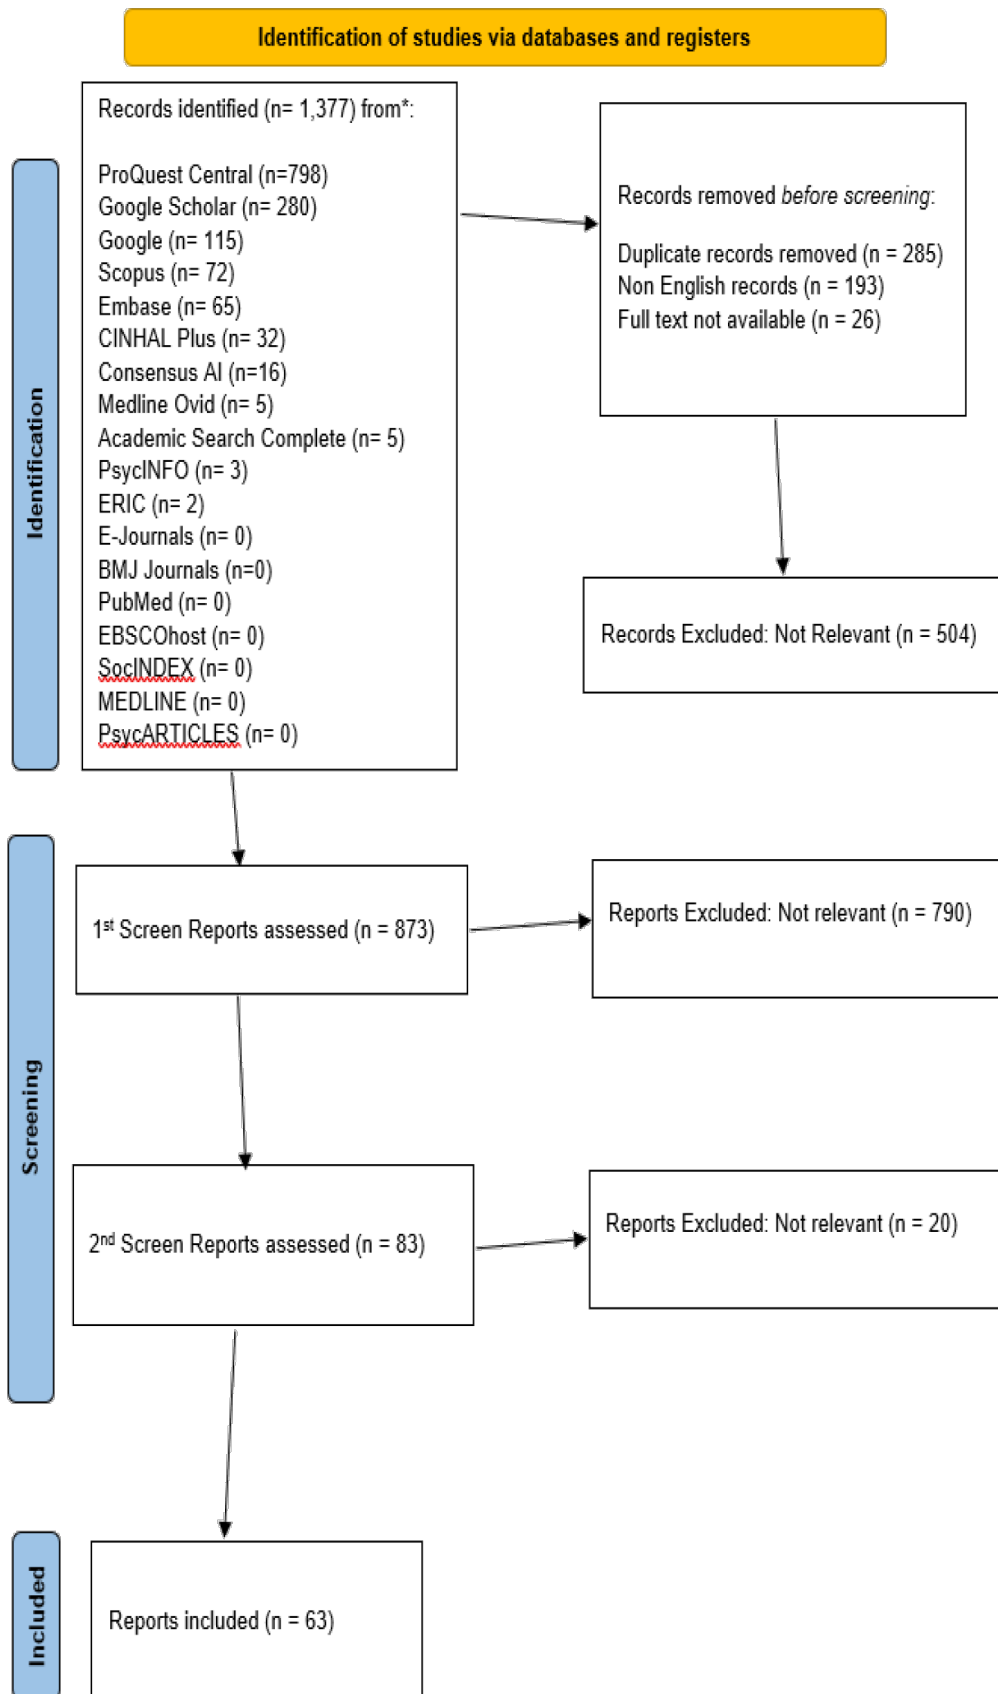 Identification of studies via databases and registers
Identification
Records identified (n= 1,377) from*:
ProQuest Central (n=798)
Google Scholar (n= 280)
Google (n= 115)
Scopus (n= 72)
Embase (n= 65)
CINHAL Plus (n= 32)
Consensus AI (n=16)
Medline Ovid (n= 5)
Academic Search Complete (n= 5)
PsycINFO (n= 3)
ERIC (n= 2)
E-Journals (n= 0)
BMJ Journals (n=0)
PubMed (n= 0)
EBSCOhost (n= 0)
SocINDEX (n= 0)
MEDLINE (n= 0)
PsycARTICLES (n= 0)
Records removed before screening:
Duplicate records removed (n = 285)
Non English records (n = 193)
Full text not available (n = 26)
Records Excluded: Not Relevant (n = 504)
Screening
1st Screen Reports assessed (n = 873)
Reports Excluded: Not relevant (n = 790)
2nd Screen Reports assessed (n = 83)
Reports Excluded: Not relevant (n = 20)
Included
Reports included (n = 63)